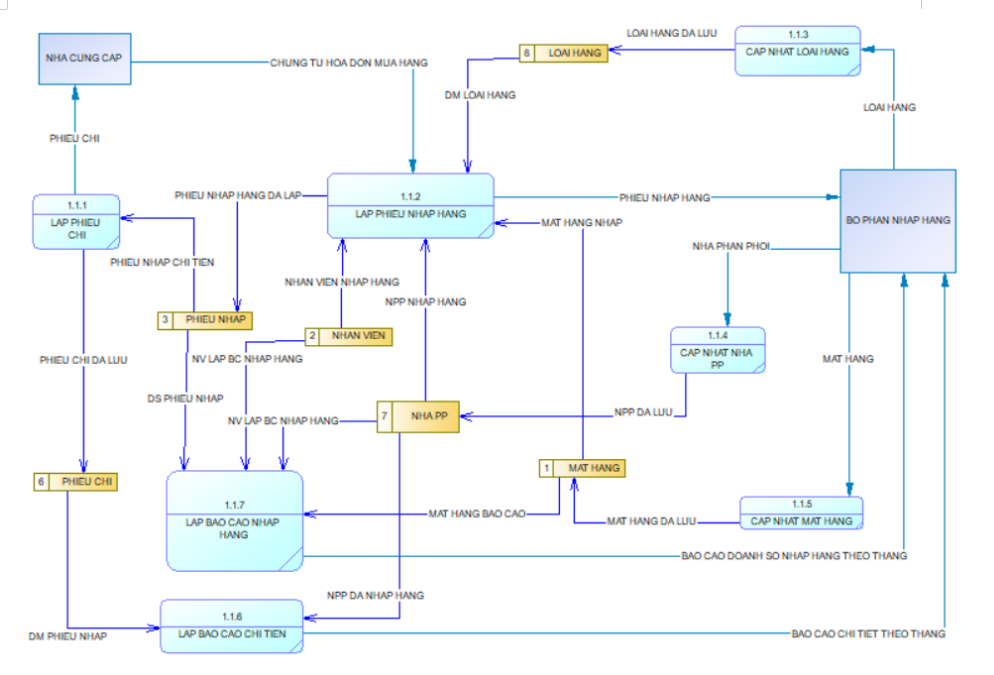 LOAI HANG DA LUU
1.1.3
CAP NHAT LOAI HANG
8 LOAI HANG
NHA CUNG CAP
CHUNG TU HOA DON MUA HANG
DM LOAI HANG
LOAI HANG
PHIEU CHI
1.1.1
LAP PHIEU
CHI
PHIEU NHAP HANG DA LAP
1.1.2
LAP PHIEU NHAP HANG
PHIEU NHAP HANG
MAT HANG NHAP
BO PHAN NHAP HANG
NHA PHAN PHOI
PHIEU NHAP CHI TIEN
NHAN VIEN NHAP HANG
NPP NHAP HANG
3 PHIEU NHAP
2 NHAN VIEN
1.1.4
CAP NHAT NHA
PP
PHIEU CHI DA LUU
NV LAP BC NHAP HANG
MAT HANG
DS PHIEU NHAP
NV LAP BC NHAP HANG
7 NHA PP
NPP DA LUU
6 PHIEU CHI
1 MAT HANG
1.1.7
LAP BAO CAO NHAP
HANG
MAT HANG BAO CAO
MAT HANG DA LUU
1.1.5
CAP NHAT MAT HANG
BAO CAO DOANH SO NHAP HANG THEO THANG
NPP DA NHAP HANG
1.1.6
LAP BAO CAO CHI TIEN
DM PHIEU NHAP
BAO CAO CHI TIET THEO THANG